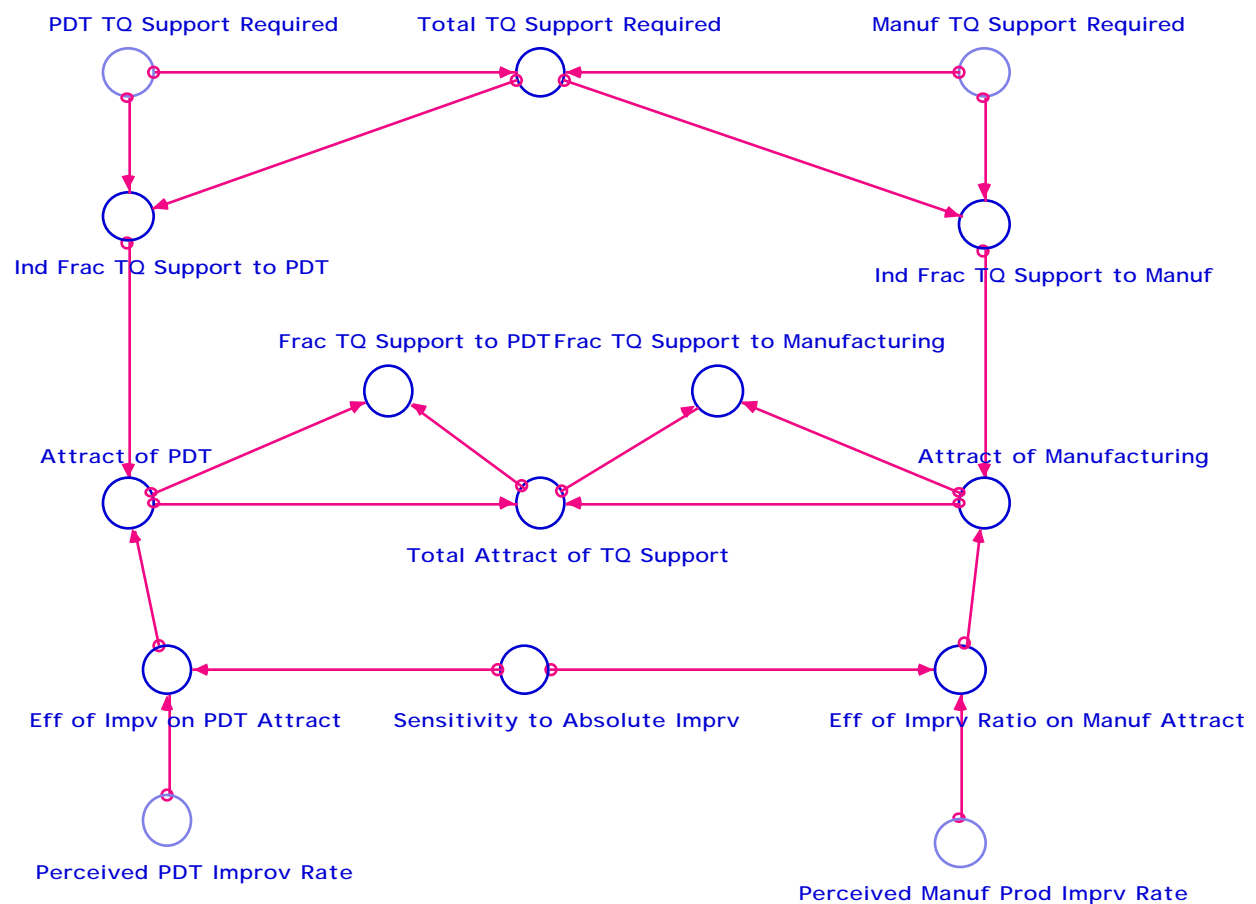 PDT TQ Support Required
Total TQ Support Required
Manuf TQ Support Required
Ind Frac TQ Support to PDT
Ind Frac TQ Support to Manuf
Frac TQ Support to PDT
Frac TQ Support to Manufacturing
Attract of PDT
Attract of Manufacturing
Total Attract of TQ Support
Eff of Impv on PDT Attract
Sensitivity to Absolute Imprv
Eff of Imprv Ratio on Manuf Attract
Perceived PDT Improv Rate
Perceived Manuf Prod Imprv Rate